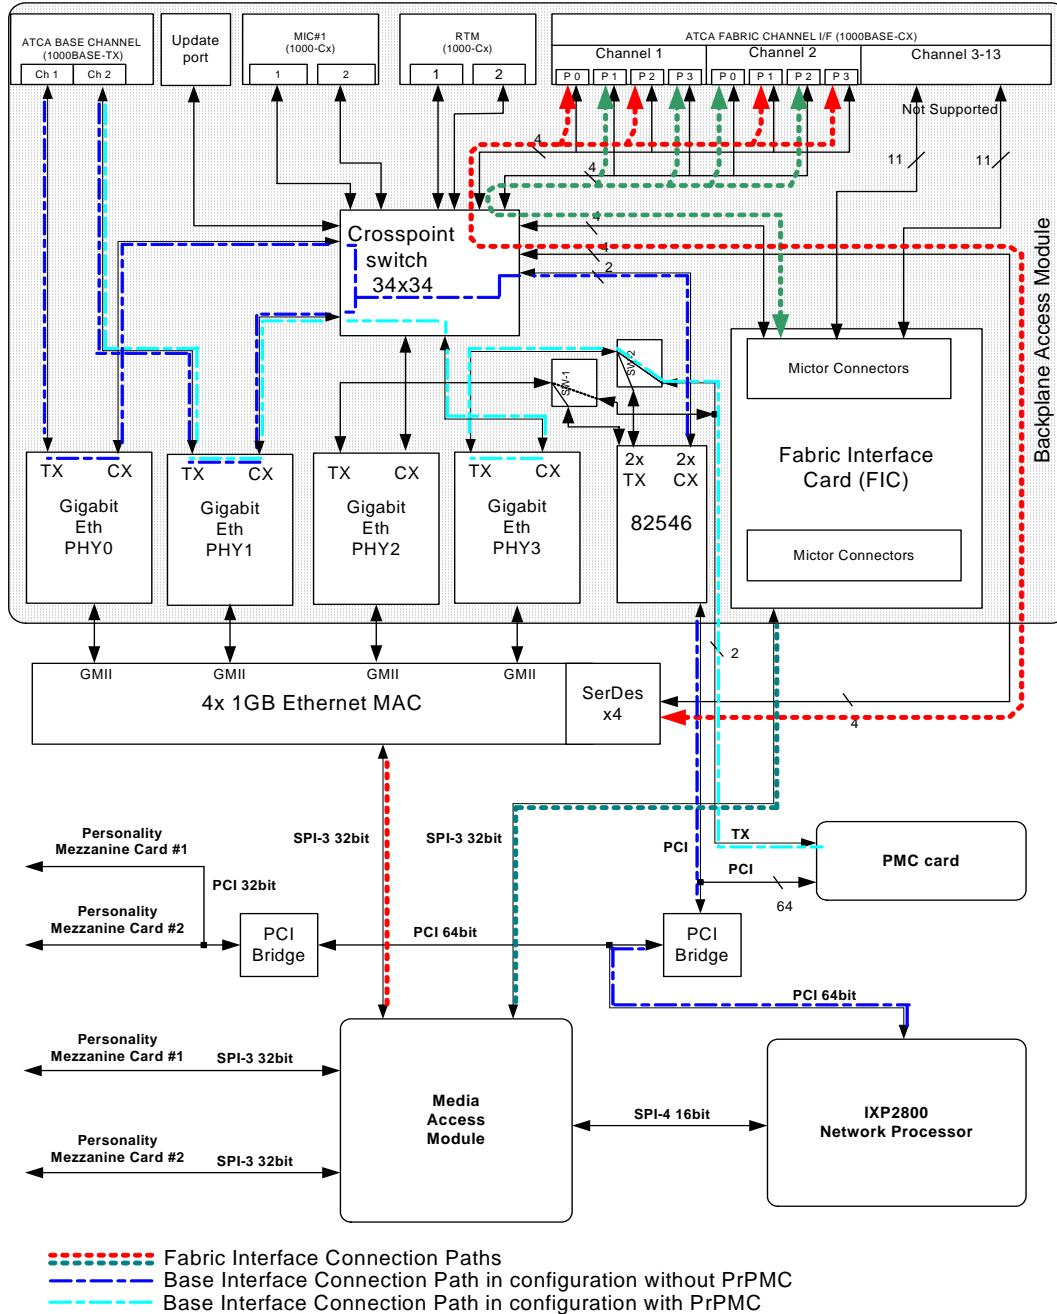 ATCA BASE CHANNEL
(1000BASE-TX)
Ch 1
Ch 2
Update
port
MIC#1
(1000-Cx)
1
2
RTM
(1000-Cx)
1
2
ATCA FABRIC CHANNEL I/F (1000BASE-CX)
Channel 1
Channel 2
Channel 3-13
P 0
P 1
P 2
P 3
P 0
P 1
P 2
P 3
Not Supported
4
4
11
11
Crosspoint
switch
34x34
4
4
2
Backplane Access Module
SW-1
SW-2
Mictor Connectors
Fabric Interface
Card (FIC)
Mictor Connectors
TX
CX
Gigabit
Eth
PHY0
TX
CX
Gigabit
Eth
PHY1
TX
CX
Gigabit
Eth
PHY2
TX
CX
Gigabit
Eth
PHY3
2x
TX
2x
CX
82546
2
GMII
GMII
GMII
GMII
4x 1GB Ethernet MAC
SerDes
x4
4
SPI-3 32bit
SPI-3 32bit
PCI
TX
PCI
64
PMC card
Personality
Mezzanine Card #1
PCI 32bit
Personality
Mezzanine Card #2
PCI
Bridge
PCI 64bit
PCI
Bridge
PCI 64bit
Personality
Mezzanine Card #1
SPI-3 32bit
Personality
Mezzanine Card #2
SPI-3 32bit
Media
Access
Module
SPI-4 16bit
IXP2800
Network Processor
Fabric Interface Connection Paths
Base Interface Connection Path in configuration without PrPMC
Base Interface Connection Path in configuration with PrPMC